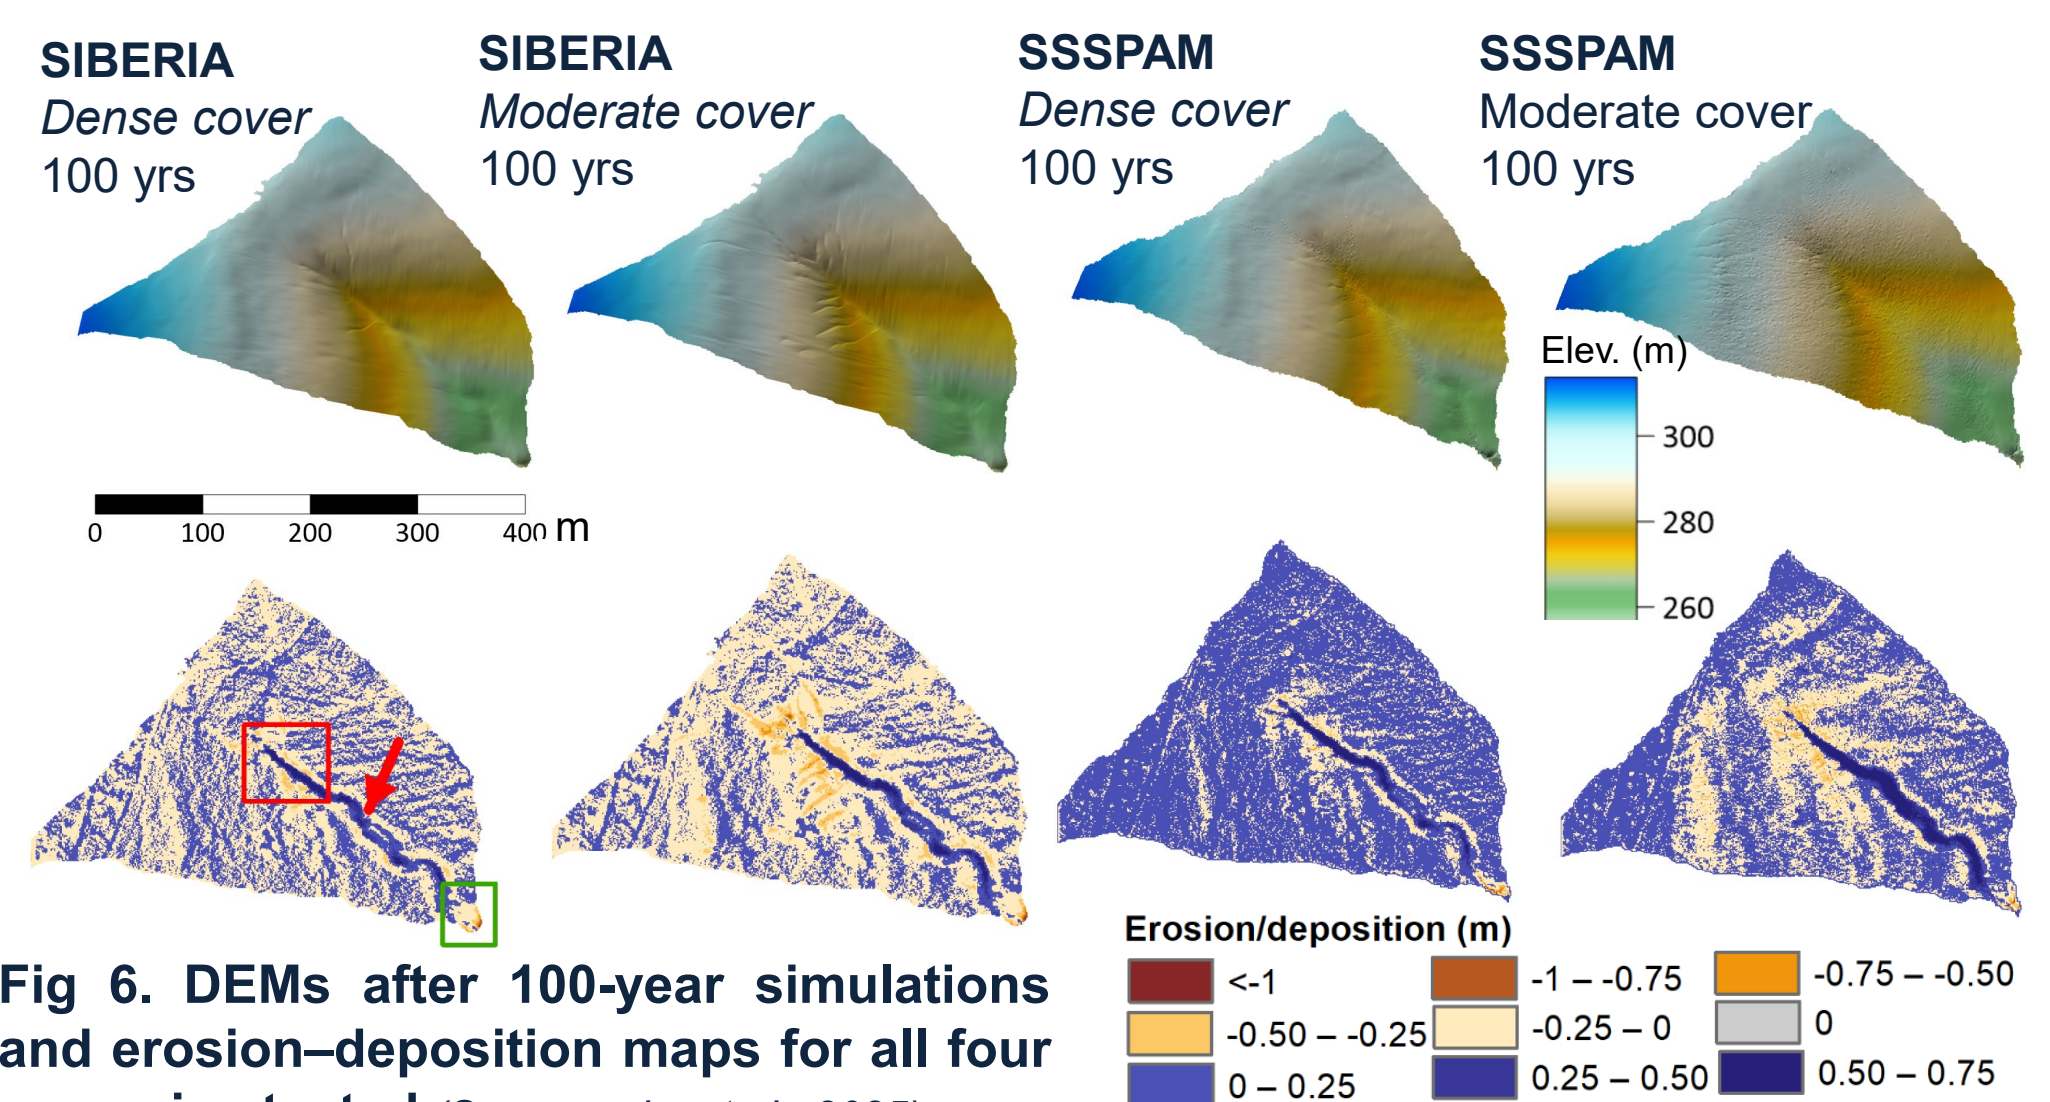 SIBERIA
Dense cover
100 yrs
SIBERIA
Moderate cover
100 yrs
SSSPAM
Dense cover
100 yrs
SSSPAM
Moderate cover
100 yrs
Elev. (m)
300
280
260
0 100 200 300 400 m
Erosion/deposition (m)
<-1
-1 – -0.75
-0.75 – -0.50
-0.50 – -0.25
-0.25 – 0
0
0 – 0.25
0.25 – 0.50
0.50 – 0.75
Fig 6. DEMs after 100-year simulations
and erosion–deposition maps for all four